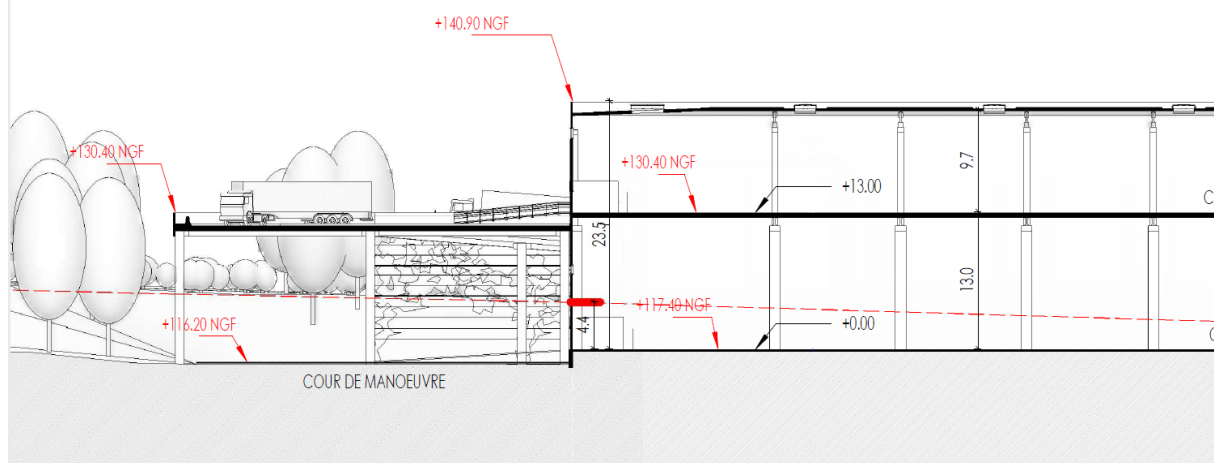 +140.90 NGF
+130.40 NGF
+130.40 NGF
9.7
+13.00
C
23.5
13.0
+117.40 NGF
+116.20 NGF
4.4
+0.00
C
COUR DE MANOEUVRE